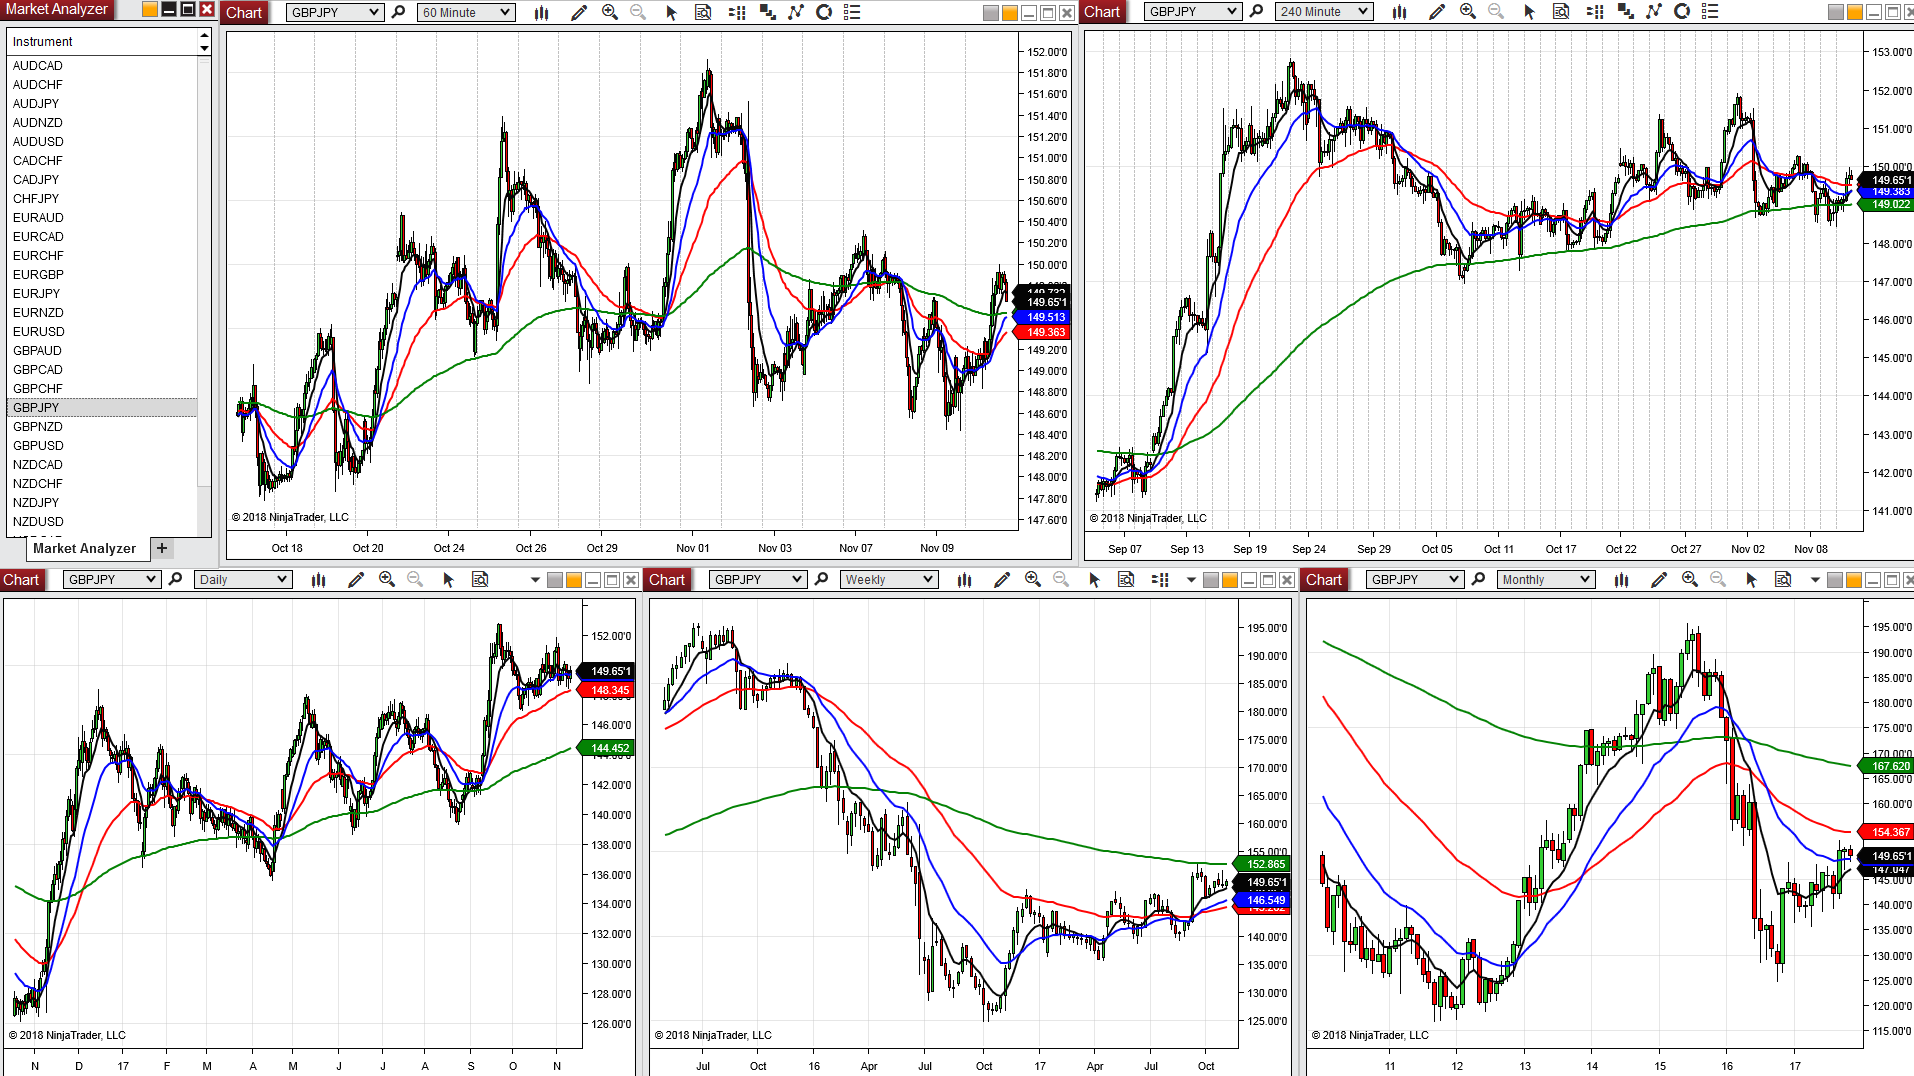 Market Analyzer
Instrument
AUDCAD
AUDCHF
AUDJPY
AUDNZD
AUDUSD
CADCHF
CADJPY
CHFJPY
EURAUD
EURCAD
EURCHF
EURGBP
EURJPY
EURNZD
EURUSD
GBPAUD
GBPCAD
GBPCHF
GBPJPY
GBPNZD
GBPUSD
NZDCAD
NZDCHF
NZDJPY
NZDUSD
Market Analyzer +
Chart GBPJPY 60 Minute
152.00'0
151.80'0
151.60'0
151.40'0
151.20'0
151.00'0
150.80'0
150.60'0
150.40'0
150.20'0
150.00'0
149.65'1
149.513
149.363
149.20'0
149.00'0
148.80'0
148.60'0
148.40'0
148.20'0
148.00'0
147.80'0
147.60'0
© 2018 NinjaTrader, LLC
Oct 18 Oct 20 Oct 24 Oct 26 Oct 29 Nov 01 Nov 03 Nov 07 Nov 09
Chart GBPJPY 240 Minute
153.00'0
152.00'0
151.00'0
150.00'0
149.65'1
149.383
149.022
148.00'0
147.00'0
146.00'0
145.00'0
144.00'0
143.00'0
142.00'0
141.00'0
© 2018 NinjaTrader, LLC
Sep 07 Sep 13 Sep 19 Sep 24 Sep 29 Oct 05 Oct 11 Oct 17 Oct 22 Oct 27 Nov 02 Nov 08
Chart GBPJPY Daily
152.00'0
149.65'1
148.345
146.00'0
144.452
142.00'0
140.00'0
138.00'0
136.00'0
134.00'0
132.00'0
130.00'0
128.00'0
126.00'0
© 2018 NinjaTrader, LLC
N D 17 F M A M J J A S O N
Chart GBPJPY Weekly
195.00'0
190.00'0
185.00'0
180.00'0
175.00'0
170.00'0
165.00'0
160.00'0
155.00'0
152.865
149.65'1
146.549
140.00'0
135.00'0
130.00'0
125.00'0
© 2018 NinjaTrader, LLC
Jul Oct 16 Apr Jul Oct 17 Apr Jul Oct
Chart GBPJPY Monthly
195.00'0
190.00'0
185.00'0
180.00'0
175.00'0
170.00'0
167.620
165.00'0
160.00'0
154.367
149.65'1
147.047
145.00'0
140.00'0
135.00'0
130.00'0
125.00'0
120.00'0
115.00'0
© 2018 NinjaTrader, LLC
11 12 13 14 15 16 17